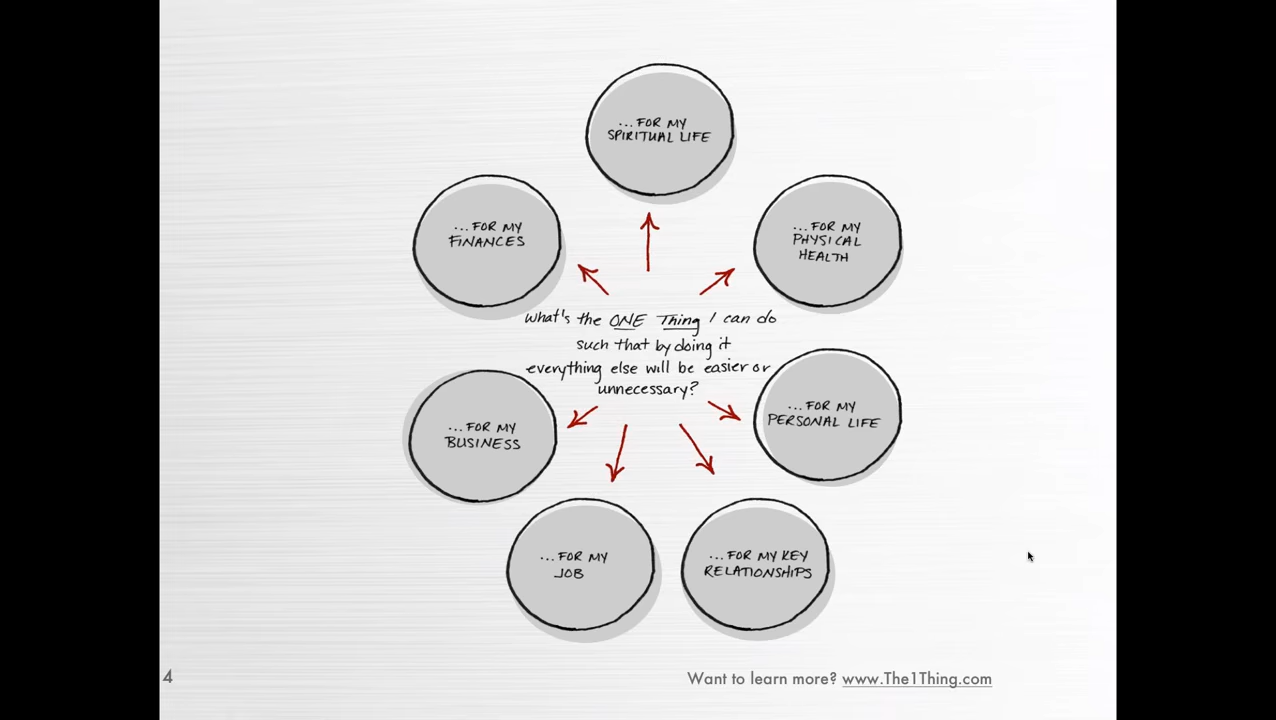 ...FOR MY
SPIRITUAL LIFE
...FOR MY
FINANCES
...FOR MY
PHYSICAL
HEALTH
What's the ONE Thing I can do
such that by doing it
everything else will be easier or
unnecessary?
...FOR MY
BUSINESS
...FOR MY
PERSONAL LIFE
...FOR MY
JOB
...FOR MY KEY
RELATIONSHIPS
4
Want to learn more? www.The1Thing.com